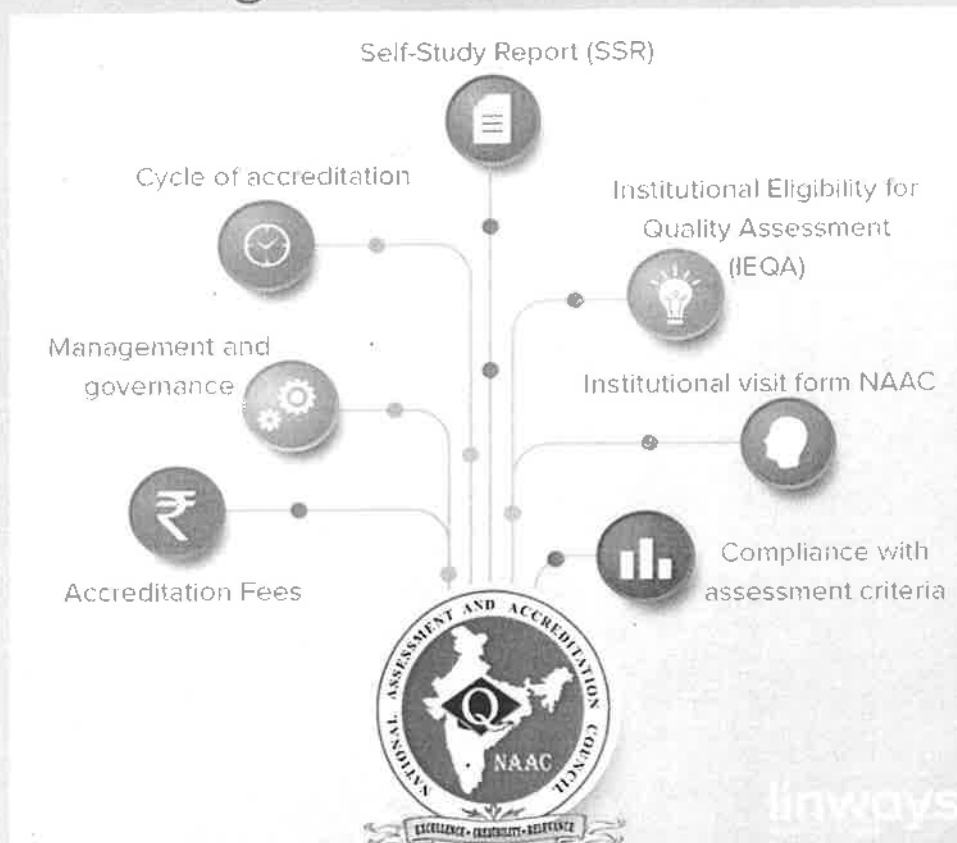 Self-Study Report (SSR)
Cycle of accreditation
Institutional Eligibility for
Quality Assessment
(IEQA)
Management and
governance
Institutional visit form NAAC
₹
Accreditation Fees
Compliance with
assessment criteria
NATIONAL ASSESSMENT AND ACCREDITATION COUNCIL
Q
NAAC
EXCELLENCE • CREDIBILITY • RELEVANCE
linways